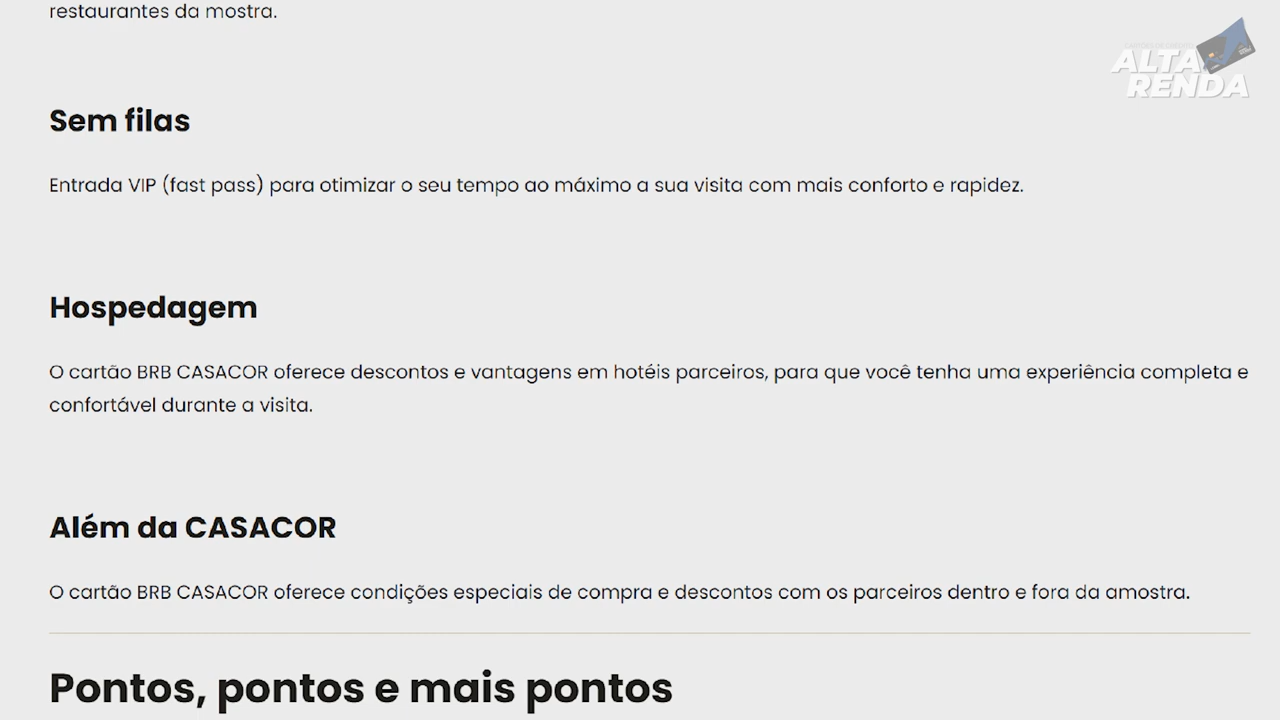 restaurantes da mostra.
ALTA
RENDA
Sem filas
Entrada VIP (fast pass) para otimizar o seu tempo ao máximo a sua visita com mais conforto e rapidez.
Hospedagem
O cartão BRB CASACOR oferece descontos e vantagens em hotéis parceiros, para que você tenha uma experiência completa e
confortável durante a visita.
Além da CASACOR
O cartão BRB CASACOR oferece condições especiais de compra e descontos com os parceiros dentro e fora da amostra.
Pontos, pontos e mais pontos